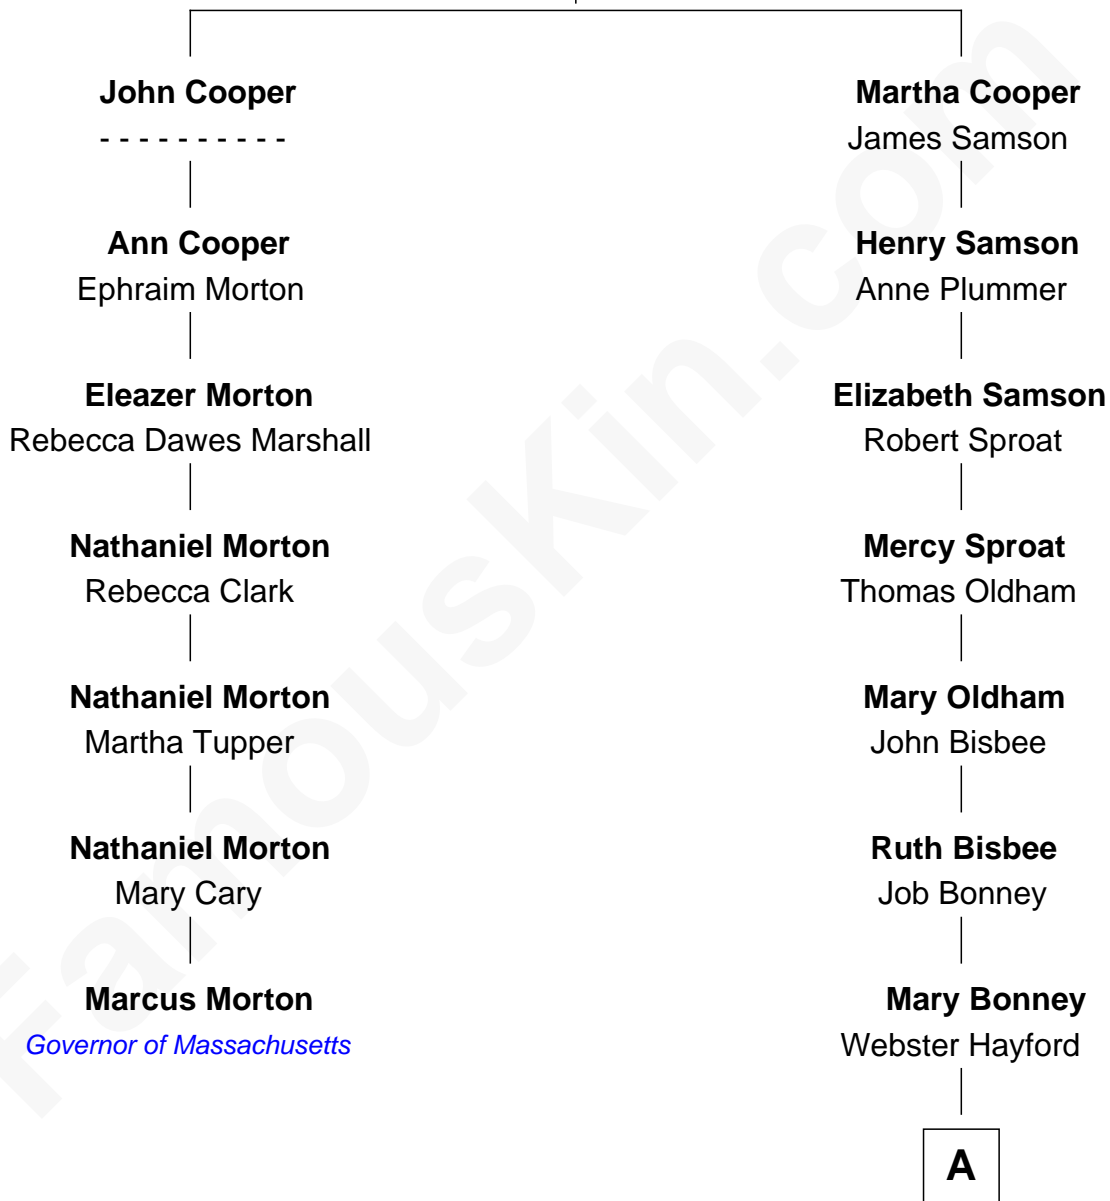 John Cooper
- - - - - - - - - -
Ann Cooper
Ephraim Morton
Eleazer Morton
Rebecca Dawes Marshall
Nathaniel Morton
Rebecca Clark
Nathaniel Morton
Martha Tupper
Nathaniel Morton
Mary Cary
Marcus Morton
Governor of Massachusetts
Martha Cooper
James Samson
Henry Samson
Anne Plummer
Elizabeth Samson
Robert Sproat
Mercy Sproat
Thomas Oldham
Mary Oldham
John Bisbee
Ruth Bisbee
Job Bonney
Mary Bonney
Webster Hayford
A
FamousKin.com